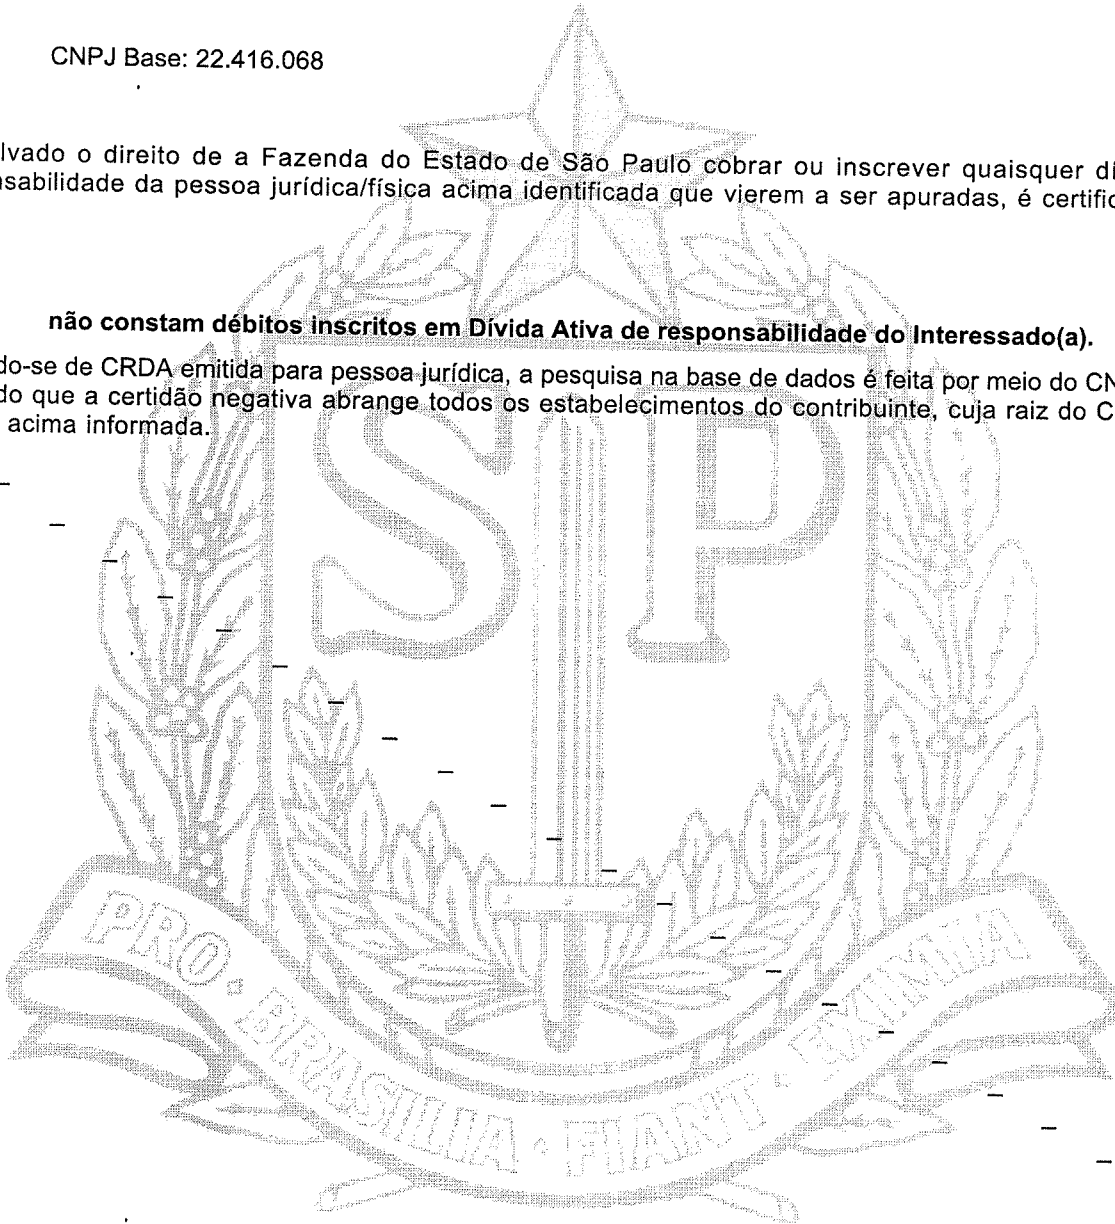 CNPJ Base: 22.416.068
lvado o direito de a Fazenda do Estado de São Paulo cobrar ou inscrever quaisquer dí
nsabilidade da pessoa jurídica/física acima identificada que vierem a ser apuradas, é certific
não constam débitos inscritos em Dívida Ativa de responsabilidade do Interessado(a).
do-se de CRDA emitida para pessoa jurídica, a pesquisa na base de dados é feita por meio do CN
do que a certidão negativa abrange todos os estabelecimentos do contribuinte, cuja raiz do C
acima informada.
SP
PRO · BRASILIA · FIANT · EXIMIA